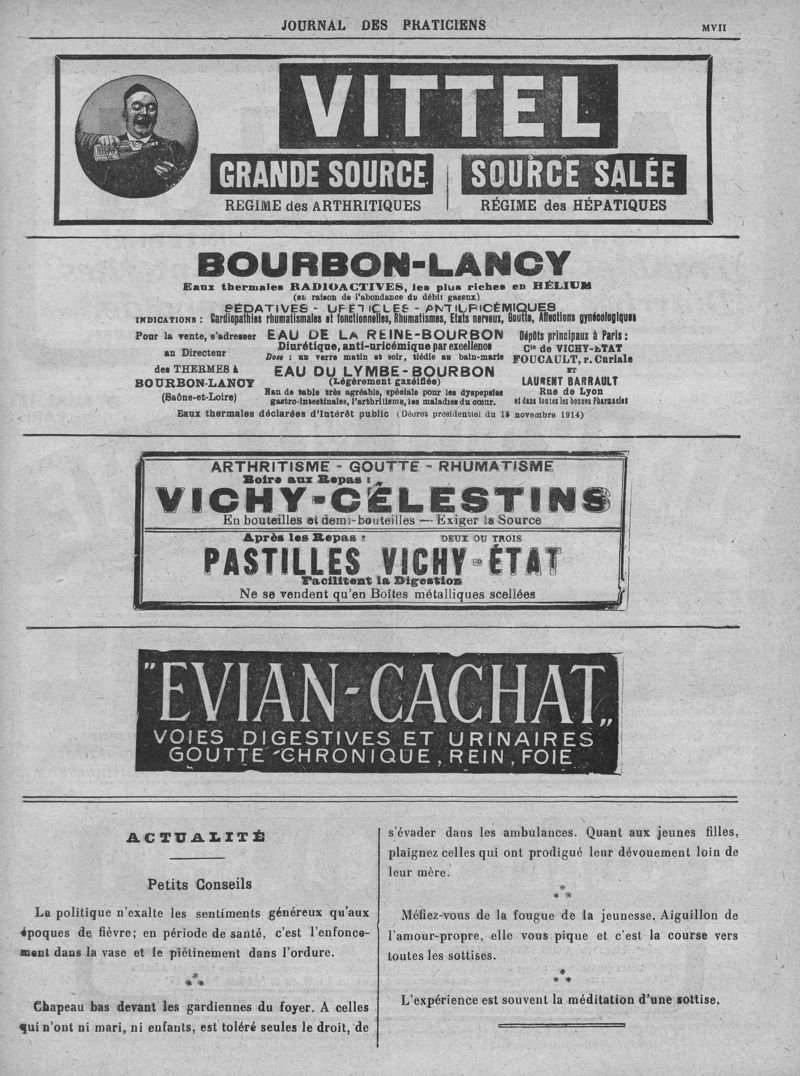 JOURNAL DES PRATICIENS
MVII
VITTEL
GRANDE SOURCE
REGIME des ARTHRITIQUES
SOURCE SALÉE
RÉGIME des HÉPATIQUES
BOURBON-LANCY
Eaux thermales RADIOACTIVES, les plus riches en HÉLIUM
(en raison de l'abondance du débit gazeux)
SÉDATIVES - - ANTIURICÉMIQUES
INDICATIONS : Cardiopathies rhumatismales et fonctionnelles, Rhumatismes, Etats nerveux, Goutte, Affections gynécologiques
Pour la vente, s'adresser
au Directeur
des THERMES à
BOURBON-LANCY
(Saône-et-Loire)
EAU DE LA REINE-BOURBON
Diurétique, anti-uricémique par excellence
Dose : un verre matin et soir, tiédie au bain-marie
EAU DU LYMBE-BOURBON
(Légèrement gazéifiée)
Eau de table très agréable, spéciale pour les dyspepsies
gastro-intestinales, l'arthritisme, les maladies du cœur.
Dépôts principaux à Paris :
Cie de VICHY-ETAT
FOUCAULT, r. Curiale
ET
LAURENT BARRAULT
Rue de Lyon
et dans toutes les bonnes Pharmacies
Eaux thermales déclarées d'Intérêt public (Décret présidentiel du 15 novembre 1914)
ARTHRITISME - GOUTTE - RHUMATISME
Boire aux Repas :
VICHY-CÉLESTINS
En bouteilles et demi-bouteilles — Exiger la Source
Après les Repas : DEUX OU TROIS
PASTILLES VICHY-ÉTAT
Facilitent la Digestion
Ne se vendent qu'en Boîtes métalliques scellées
"EVIAN-CACHAT„
VOIES DIGESTIVES ET URINAIRES
GOUTTE CHRONIQUE, REIN, FOIE
ACTUALITÉ
Petits Conseils
La politique n'exalte les sentiments généreux qu'aux
époques de fièvre; en période de santé, c'est l'enfonce-
ment dans la vase et le piétinement dans l'ordure.
* * *
Chapeau bas devant les gardiennes du foyer. A celles
qui n'ont ni mari, ni enfants, est toléré seules le droit, de
s'évader dans les ambulances. Quant aux jeunes filles,
plaignez celles qui ont prodigué leur dévouement loin de
leur mère.
* * *
Méfiez-vous de la fougue de la jeunesse. Aiguillon de
l'amour-propre, elle vous pique et c'est la course vers
toutes les sottises.
* * *
L'expérience est souvent la méditation d'une sottise.